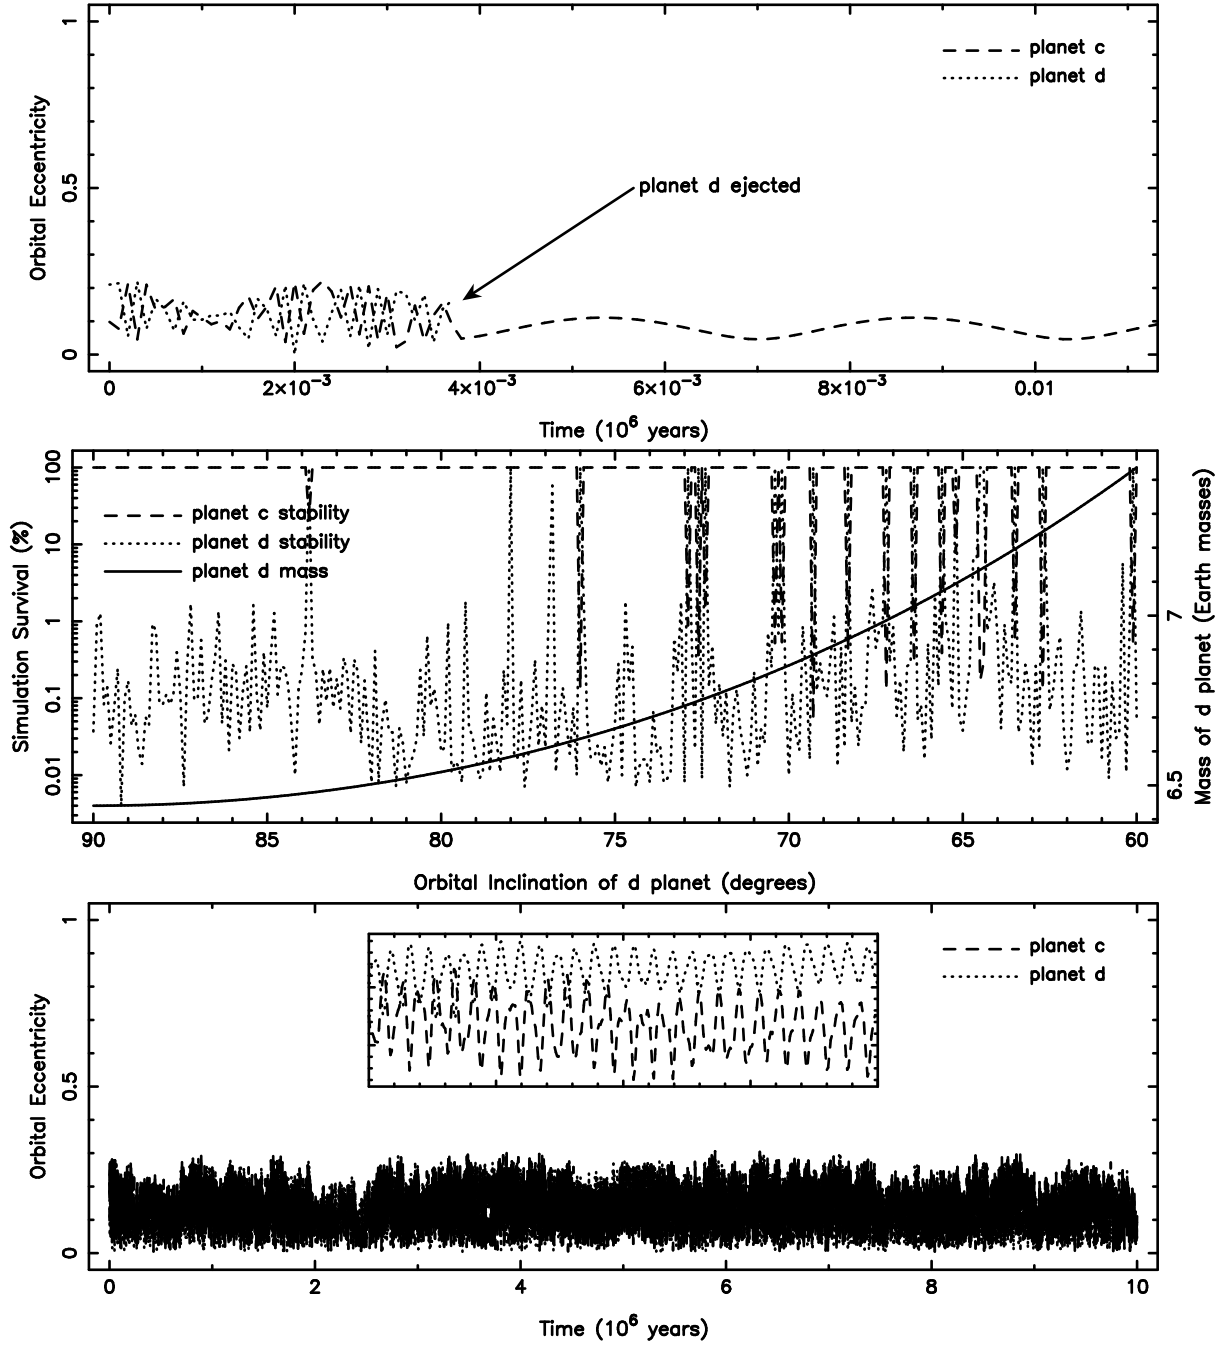 1
0.5
0
Orbital Eccentricity
planet c
planet d
planet d ejected
0 2×10⁻³ 4×10⁻³ 6×10⁻³ 8×10⁻³ 0.01
Time (10⁶ years)
100
10
1
0.1
0.01
Simulation Survival (%)
planet c stability
planet d stability
planet d mass
7
6.5
Mass of d planet (Earth masses)
90 85 80 75 70 65 60
Orbital Inclination of d planet (degrees)
1
0.5
0
Orbital Eccentricity
planet c
planet d
0 2 4 6 8 10
Time (10⁶ years)